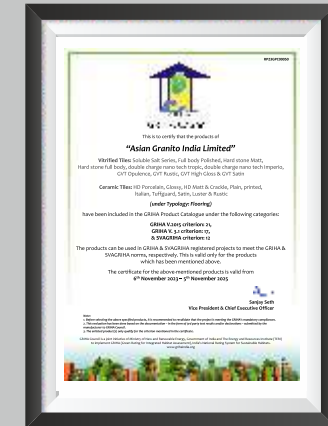 This is to certify that the products of
"Asian Granito India Limited"
Vitrified Tiles: Soluble Salt Series, Full body Polished, Hard stone Matt,
Hard stone full body, double charge nano tech tropic, double charge nano tech Imperio,
GVT Opulence, GVT Rustic, GVT High Gloss & GVT Satin
Ceramic Tiles: HD Porcelain, Glossy, HD Matt & Crackle, Plain, printed,
Italian, Tuffguard, Satin, Luster & Rustic
(under Typology: Flooring)
have been included in the GRIHA Product Catalogue under the following categories:
GRIHA V.2015 criterion: 21,
GRIHA V. 3.1 criterion: 17,
& SVAGRIHA criterion: 12
The products can be used in GRIHA & SVAGRIHA registered projects to meet the GRIHA &
SVAGRIHA norms, respectively. This is valid only for the products
which has been mentioned above.
The certificate for the above-mentioned products is valid from
6th November 2023 – 5th November 2025
Sanjay Seth
Vice President & Chief Executive Officer
Note: